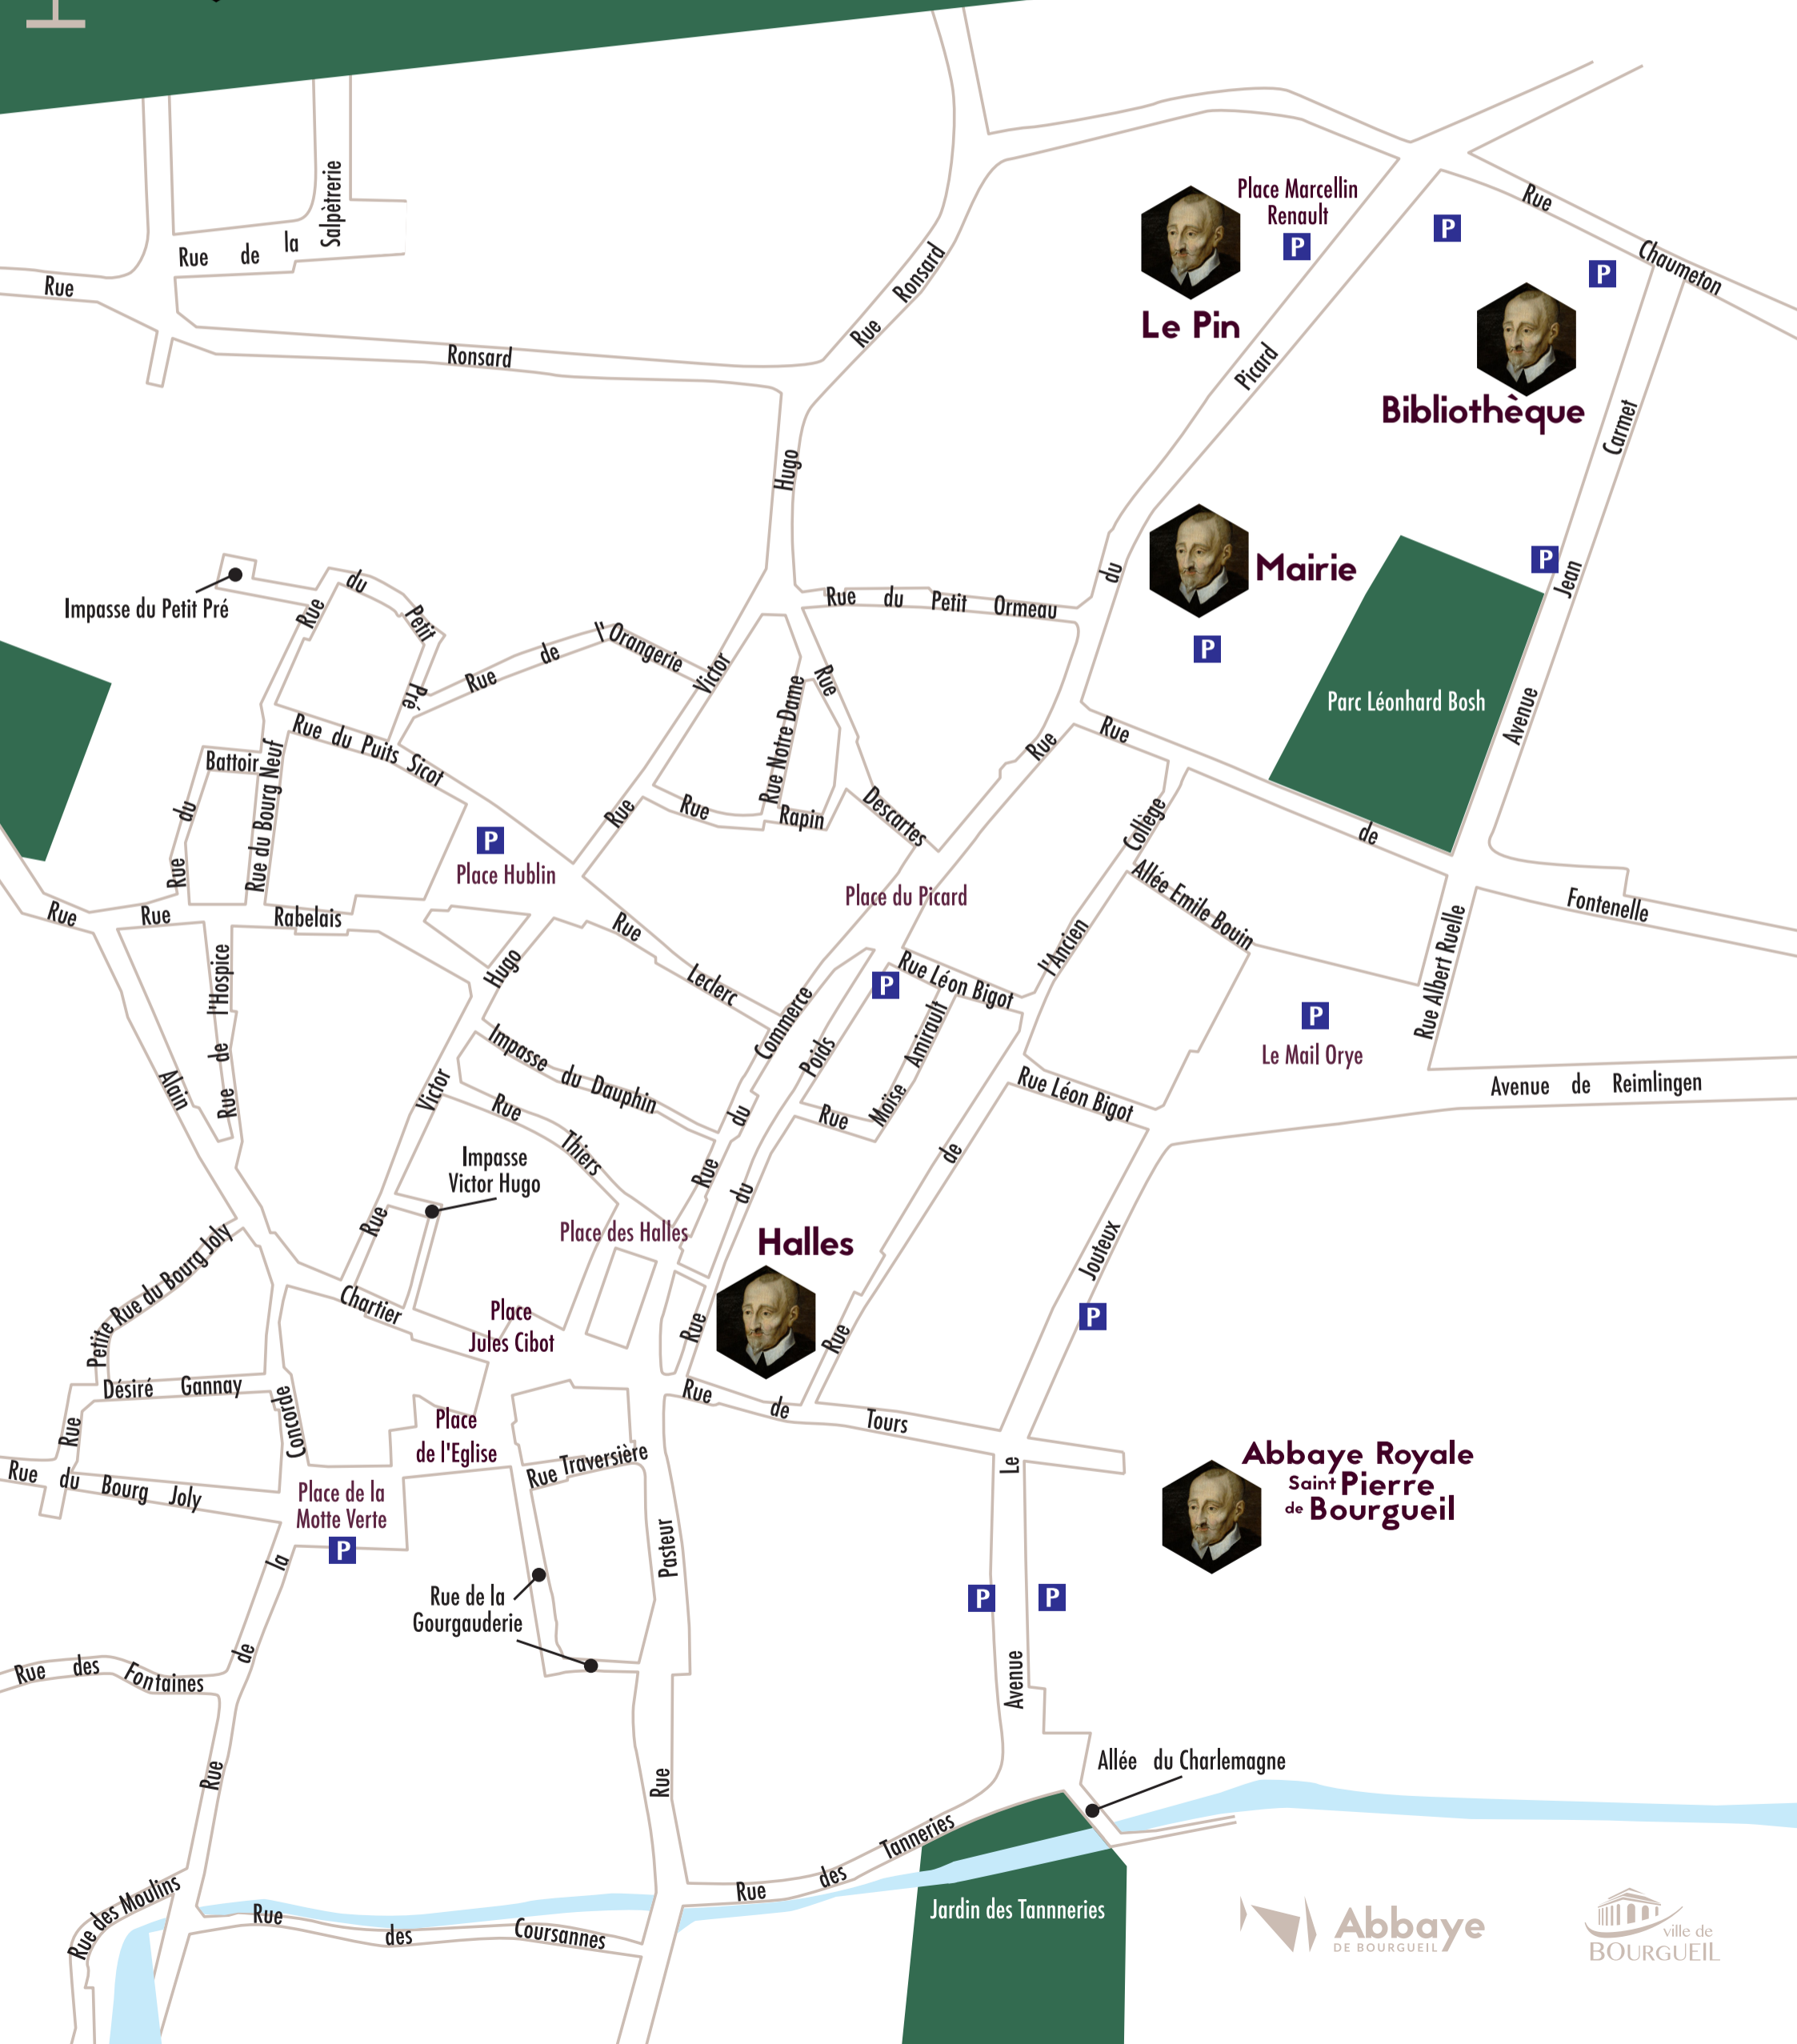 Rue de la Salpètrerie
Rue Ronsard
Rue Ronsard
Place Marcellin
Renault
P
P
P
Rue Chaumeton
Le Pin
Bibliothèque
Rue du Picard
Avenue Jean Carmet
P
Mairie
P
Parc Léonhard Bosh
Impasse du Petit Pré
Rue du Petit Pré
Rue de l'Orangerie
Rue Victor Hugo
Rue du Petit Ormeau
Rue Notre Dame
Rue Descartes
Rue Rapin
Rue du Puits Sicot
Rue du Battoir
Rue du Bourg Neuf
P
Place Hublin
Place du Picard
Rue de Fontenelle
Rue de l'Ancien Collège
Allée Emile Bouin
Rue Albert Ruelle
Rue Rabelais
Rue Alain Chartier
Rue de l'Hospice
Rue Leclerc
Rue Victor Hugo
Rue du Commerce
Rue du Poids
P
Rue Léon Bigot
Rue Moïse Amirault
P
Le Mail Orye
Avenue de Reimlingen
Rue Léon Bigot
Impasse du Dauphin
Rue Thiers
Impasse
Victor Hugo
Place des Halles
Halles
Avenue Le Jouteux
P
Petite Rue du Bourg Joly
Place
Jules Cibot
Rue Désiré Gannay
Rue de la Concorde
Rue de Tours
Place
de l'Eglise
Rue Traversière
Rue du Bourg Joly
Place de la
Motte Verte
P
Abbaye Royale
Saint Pierre
de Bourgueil
Rue Pasteur
Rue de la
Gourgauderie
P
P
Rue des Fontaines
Allée du Charlemagne
Rue des Tanneries
Rue des Moulins
Rue des Coursannes
Jardin des Tannneries
Abbaye
DE BOURGUEIL
ville de
BOURGUEIL